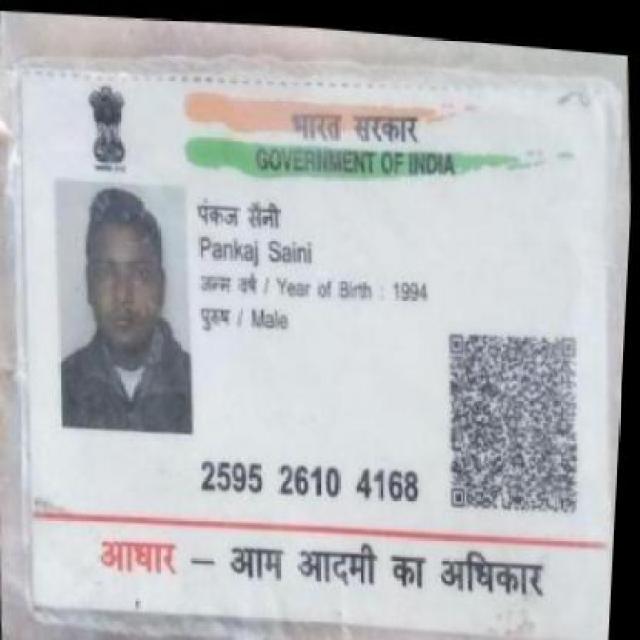 भारत सरकार
GOVERNMENT OF INDIA
पंकज सैनी
Pankaj Saini
जन्म वर्ष / Year of Birth : 1994
पुरुष / Male
2595 2610 4168
आधार – आम आदमी का अधिकार